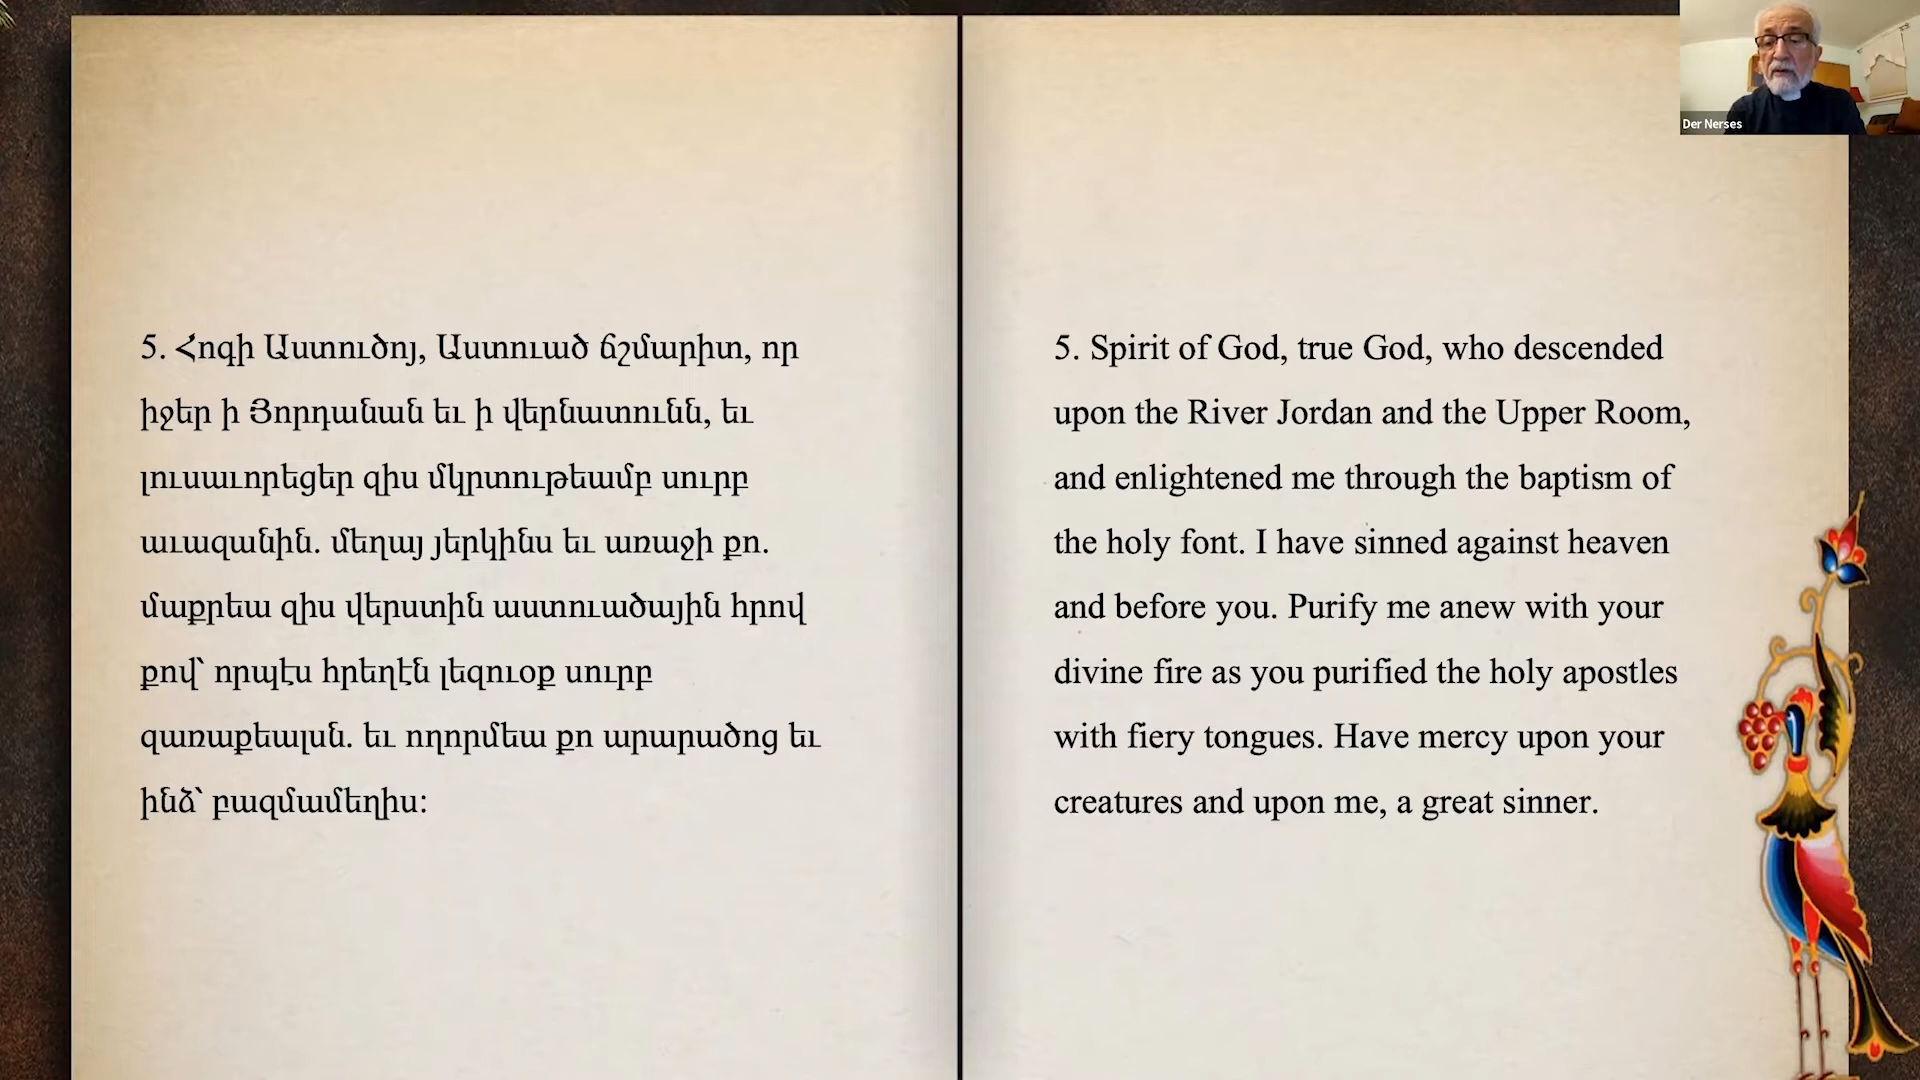 Der Nerses
5. Հոգի Աստուծոյ, Աստուած ճշմարիտ, որ
իջեր ի Յորդանան եւ ի վերնատունն, եւ
լուսաւորեցեր զիս մկրտութեամբ սուրբ
աւազանին. մեղայ յերկինս եւ առաջի քո.
մաքրեա զիս վերստին աստուածային հրով
քով՝ որպէս հրեղէն լեզուօք սուրբ
զառաքեալսն. եւ ողորմեա քո արարածոց եւ
ինձ՝ բազմամեղիս։
5. Spirit of God, true God, who descended
upon the River Jordan and the Upper Room,
and enlightened me through the baptism of
the holy font. I have sinned against heaven
and before you. Purify me anew with your
divine fire as you purified the holy apostles
with fiery tongues. Have mercy upon your
creatures and upon me, a great sinner.